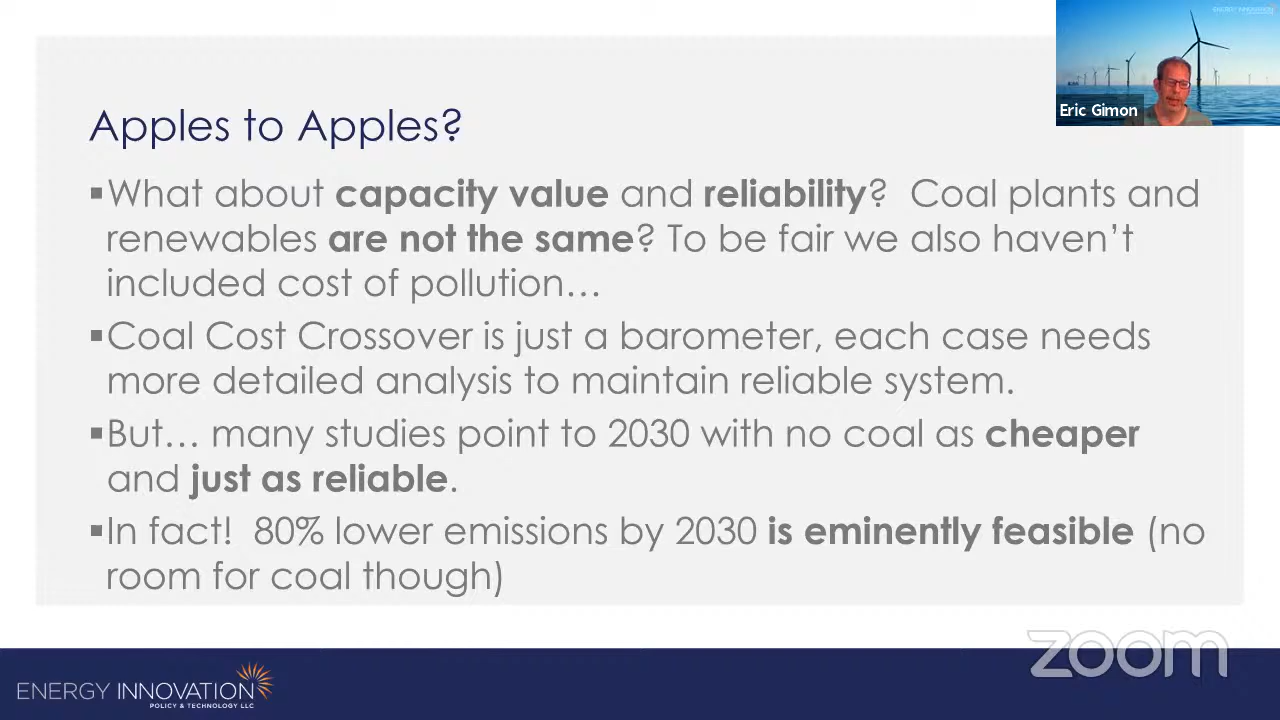 ENERGY INNOVATION
Eric Gimon
Apples to Apples?
▪What about capacity value and reliability?  Coal plants and
renewables are not the same? To be fair we also haven’t
included cost of pollution…
▪Coal Cost Crossover is just a barometer, each case needs
more detailed analysis to maintain reliable system.
▪But… many studies point to 2030 with no coal as cheaper
and just as reliable.
▪In fact!  80% lower emissions by 2030 is eminently feasible (no
room for coal though)
zoom
ENERGY INNOVATION
POLICY & TECHNOLOGY LLC